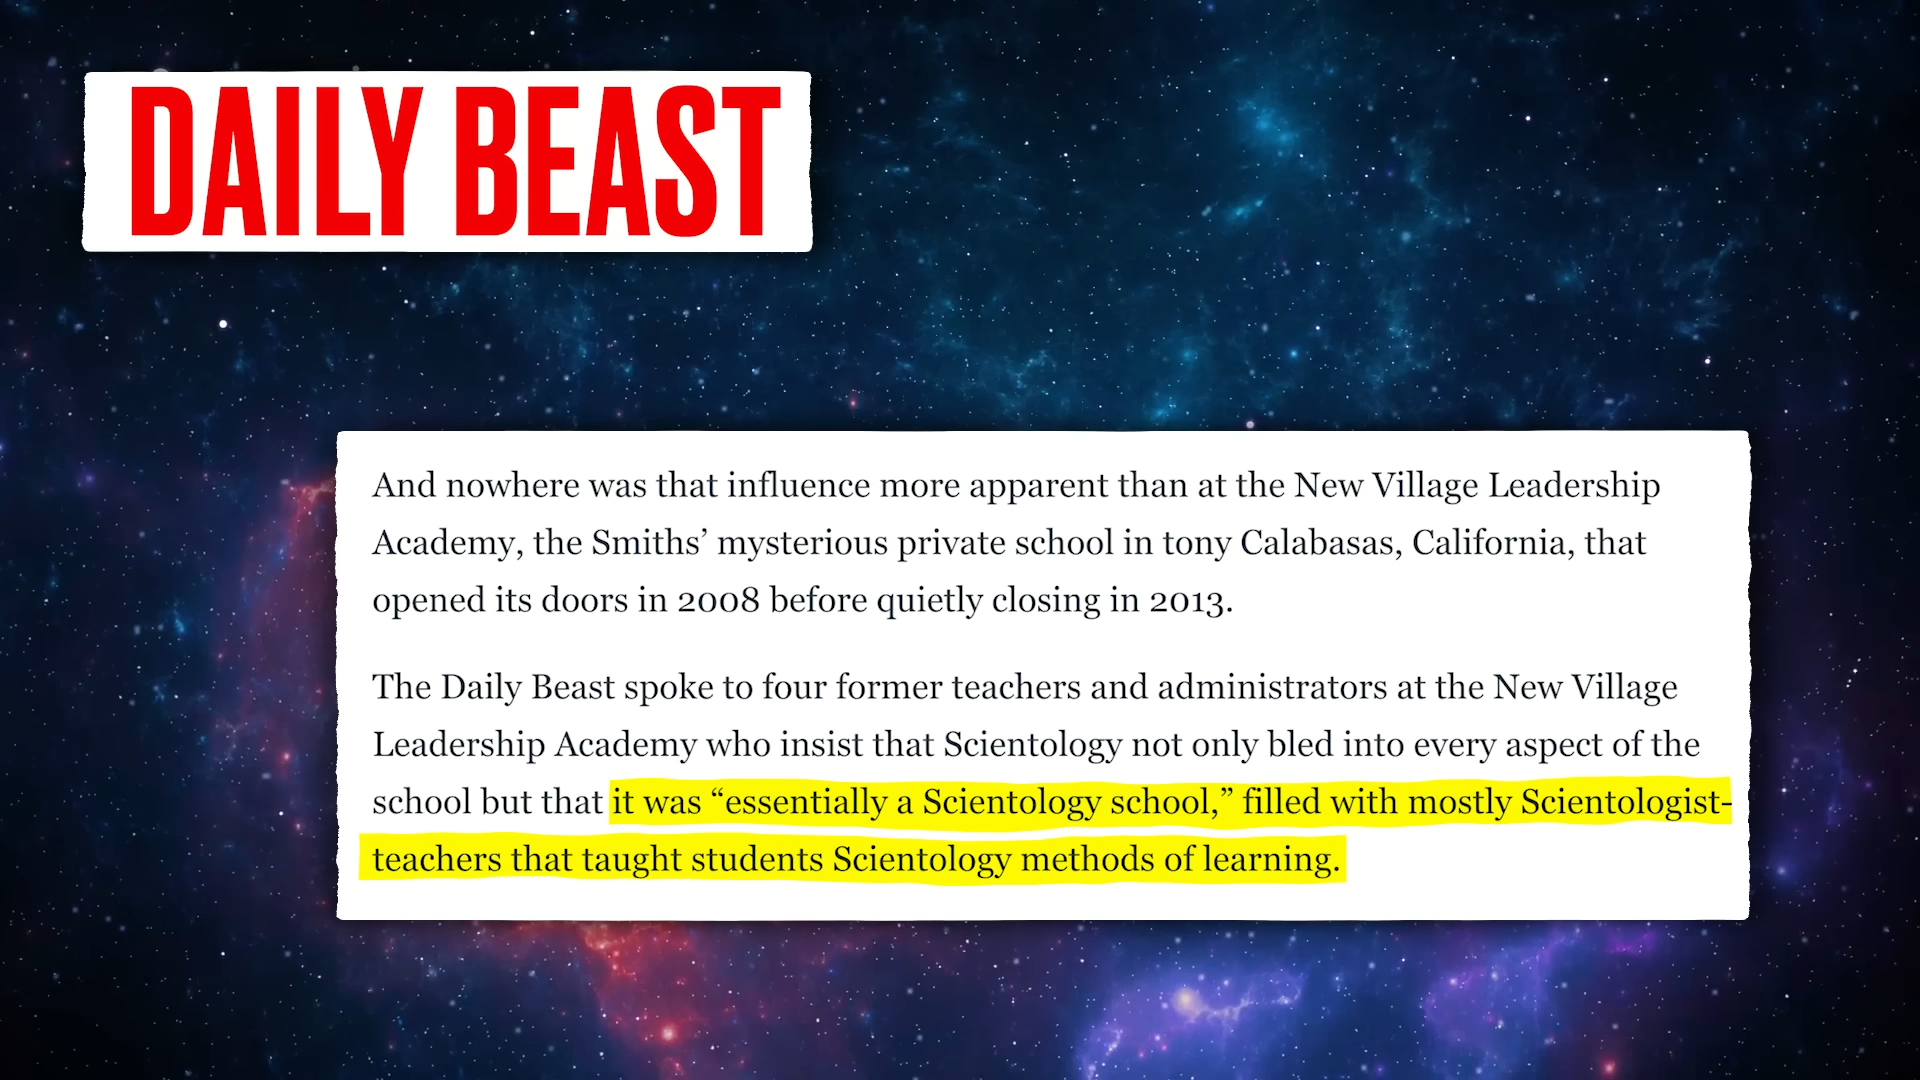 DAILY BEAST
And nowhere was that influence more apparent than at the New Village Leadership
Academy, the Smiths’ mysterious private school in tony Calabasas, California, that
opened its doors in 2008 before quietly closing in 2013.
The Daily Beast spoke to four former teachers and administrators at the New Village
Leadership Academy who insist that Scientology not only bled into every aspect of the
school but that it was “essentially a Scientology school,” filled with mostly Scientologist-
teachers that taught students Scientology methods of learning.